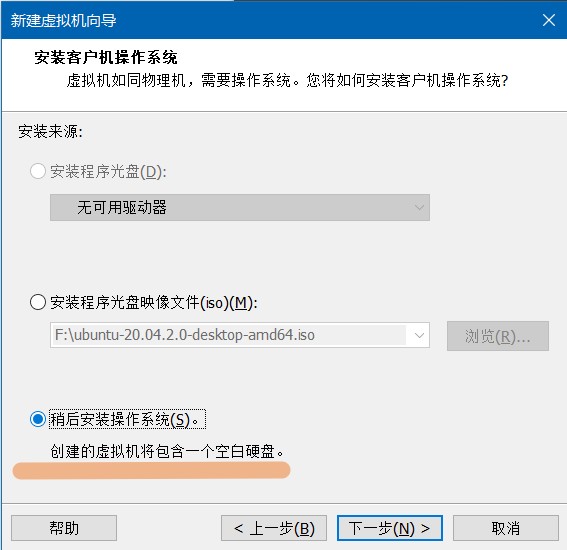 新建虚拟机向导
安装客户机操作系统
虚拟机如同物理机，需要操作系统。您将如何安装客户机操作系统?
安装来源:
安装程序光盘(D):
无可用驱动器
安装程序光盘映像文件(iso)(M):
F:\ubuntu-20.04.2.0-desktop-amd64.iso
浏览(R)...
稍后安装操作系统(S)。
创建的虚拟机将包含一个空白硬盘。
帮助
< 上一步(B)
下一步(N) >
取消